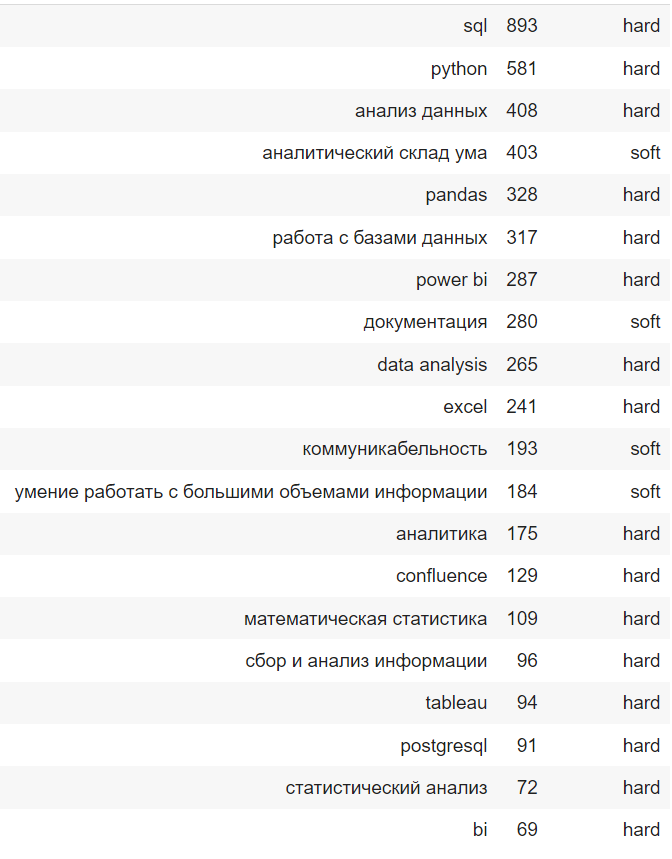 sql 893 hard
python 581 hard
анализ данных 408 hard
аналитический склад ума 403 soft
pandas 328 hard
работа с базами данных 317 hard
power bi 287 hard
документация 280 soft
data analysis 265 hard
excel 241 hard
коммуникабельность 193 soft
умение работать с большими объемами информации 184 soft
аналитика 175 hard
confluence 129 hard
математическая статистика 109 hard
сбор и анализ информации 96 hard
tableau 94 hard
postgresql 91 hard
статистический анализ 72 hard
bi 69 hard